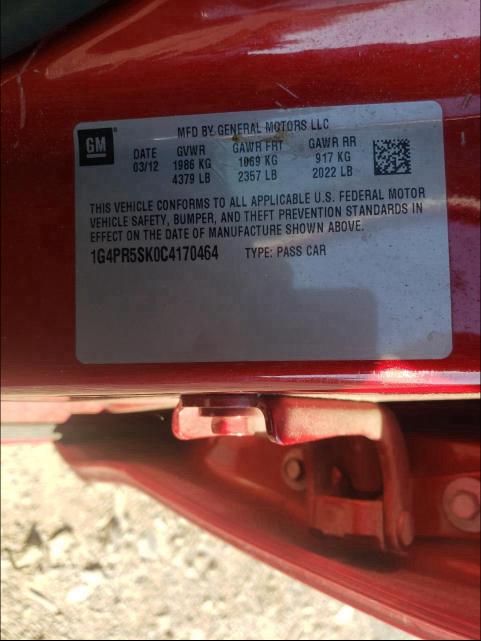 GM
MFD BY GENERAL MOTORS LLC
DATE GVWR GAWR FRT GAWR RR
03/12 1986 KG 1069 KG 917 KG
4379 LB 2357 LB 2022 LB
THIS VEHICLE CONFORMS TO ALL APPLICABLE U.S. FEDERAL MOTOR
VEHICLE SAFETY, BUMPER, AND THEFT PREVENTION STANDARDS IN
EFFECT ON THE DATE OF MANUFACTURE SHOWN ABOVE.
1G4PR5SK0C4170464 TYPE: PASS CAR